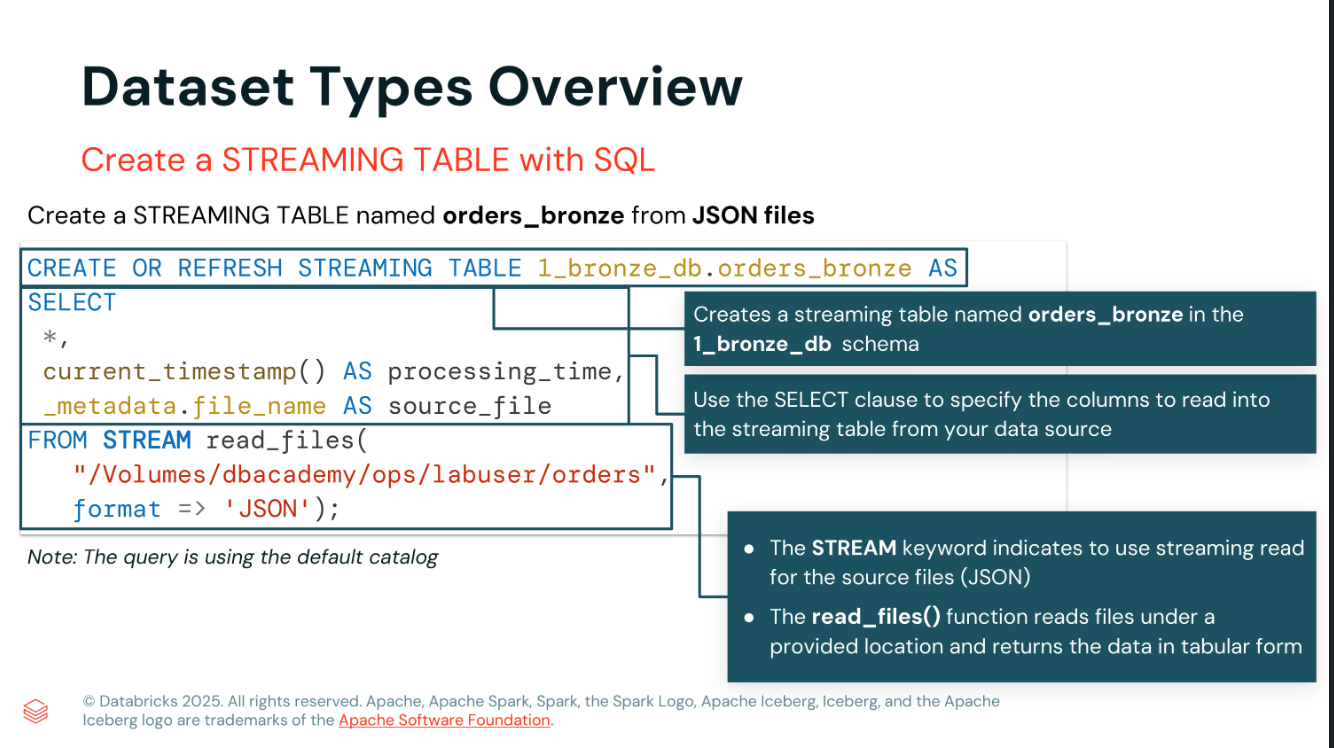 Dataset Types Overview
Create a STREAMING TABLE with SQL
Create a STREAMING TABLE named orders_bronze from JSON files
CREATE OR REFRESH STREAMING TABLE 1_bronze_db.orders_bronze AS
SELECT
*,
current_timestamp() AS processing_time,
_metadata.file_name AS source_file
FROM STREAM read_files(
"/Volumes/dbacademy/ops/labuser/orders",
format => 'JSON');
Creates a streaming table named orders_bronze in the
1_bronze_db schema
Use the SELECT clause to specify the columns to read into
the streaming table from your data source
● The STREAM keyword indicates to use streaming read
for the source files (JSON)
● The read_files() function reads files under a
provided location and returns the data in tabular form
Note: The query is using the default catalog
© Databricks 2025. All rights reserved. Apache, Apache Spark, Spark, the Spark Logo, Apache Iceberg, Iceberg, and the Apache
Iceberg logo are trademarks of the Apache Software Foundation.